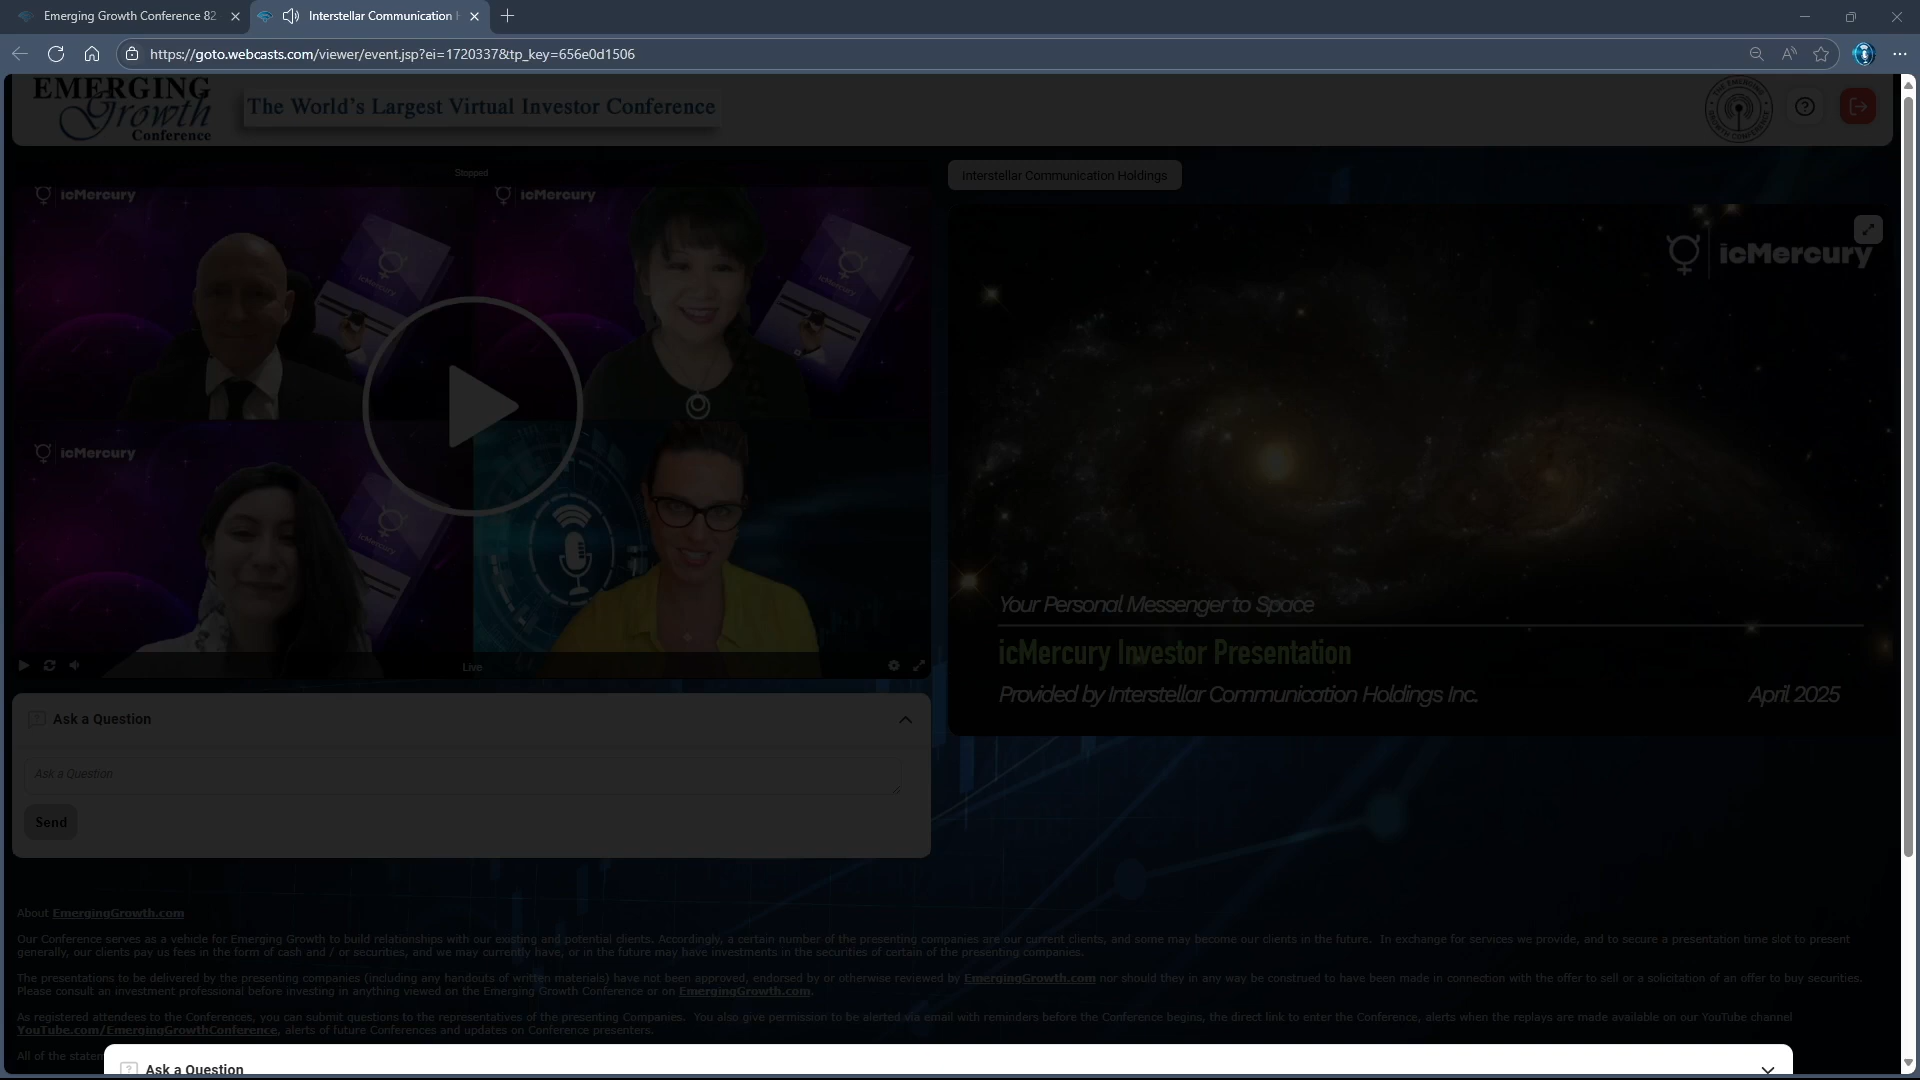 Emerging Growth Conference 82
Interstellar Communication
https://goto.webcasts.com/viewer/event.jsp?ei=1720337&tp_key=656e0d1506
EMERGING
Growth
Conference
The World's Largest Virtual Investor Conference
THE EMERGING
GROWTH CONFERENCE
Stopped
Interstellar Communication Holdings
icMercury
icMercury
icMercury
icMercury
icMercury
icMercury
icMercury
icMercury
Your Personal Messenger to Space
icMercury Investor Presentation
Provided by Interstellar Communication Holdings Inc.
April 2025
Live
Ask a Question
Ask a Question
Send
About EmergingGrowth.com
Our Conference serves as a vehicle for Emerging Growth to build relationships with our existing and potential clients. Accordingly, a certain number of the presenting companies are our current clients, and some may become our clients in the future. In exchange for services we provide, and to secure a presentation time slot to present
generally, our clients pay us fees in the form of cash and / or securities, and we may currently have, or in the future may have investments in the securities of certain of the presenting companies.
The presentations to be delivered by the presenting companies (including any handouts of written materials) have not been approved, endorsed by or otherwise reviewed by EmergingGrowth.com nor should they in any way be construed to have been made in connection with the offer to sell or a solicitation of an offer to buy securities.
Please consult an investment professional before investing in anything viewed on the Emerging Growth Conference or on EmergingGrowth.com.
As registered attendees to the Conferences, you can submit questions to the representatives of the presenting Companies. You also give permission to be alerted via email with reminders before the Conference begins, the direct link to enter the Conference, alerts when the replays are made available on our YouTube channel
YouTube.com/EmergingGrowthConference, alerts of future Conferences and updates on Conference presenters.
All of the statem
Ask a Question